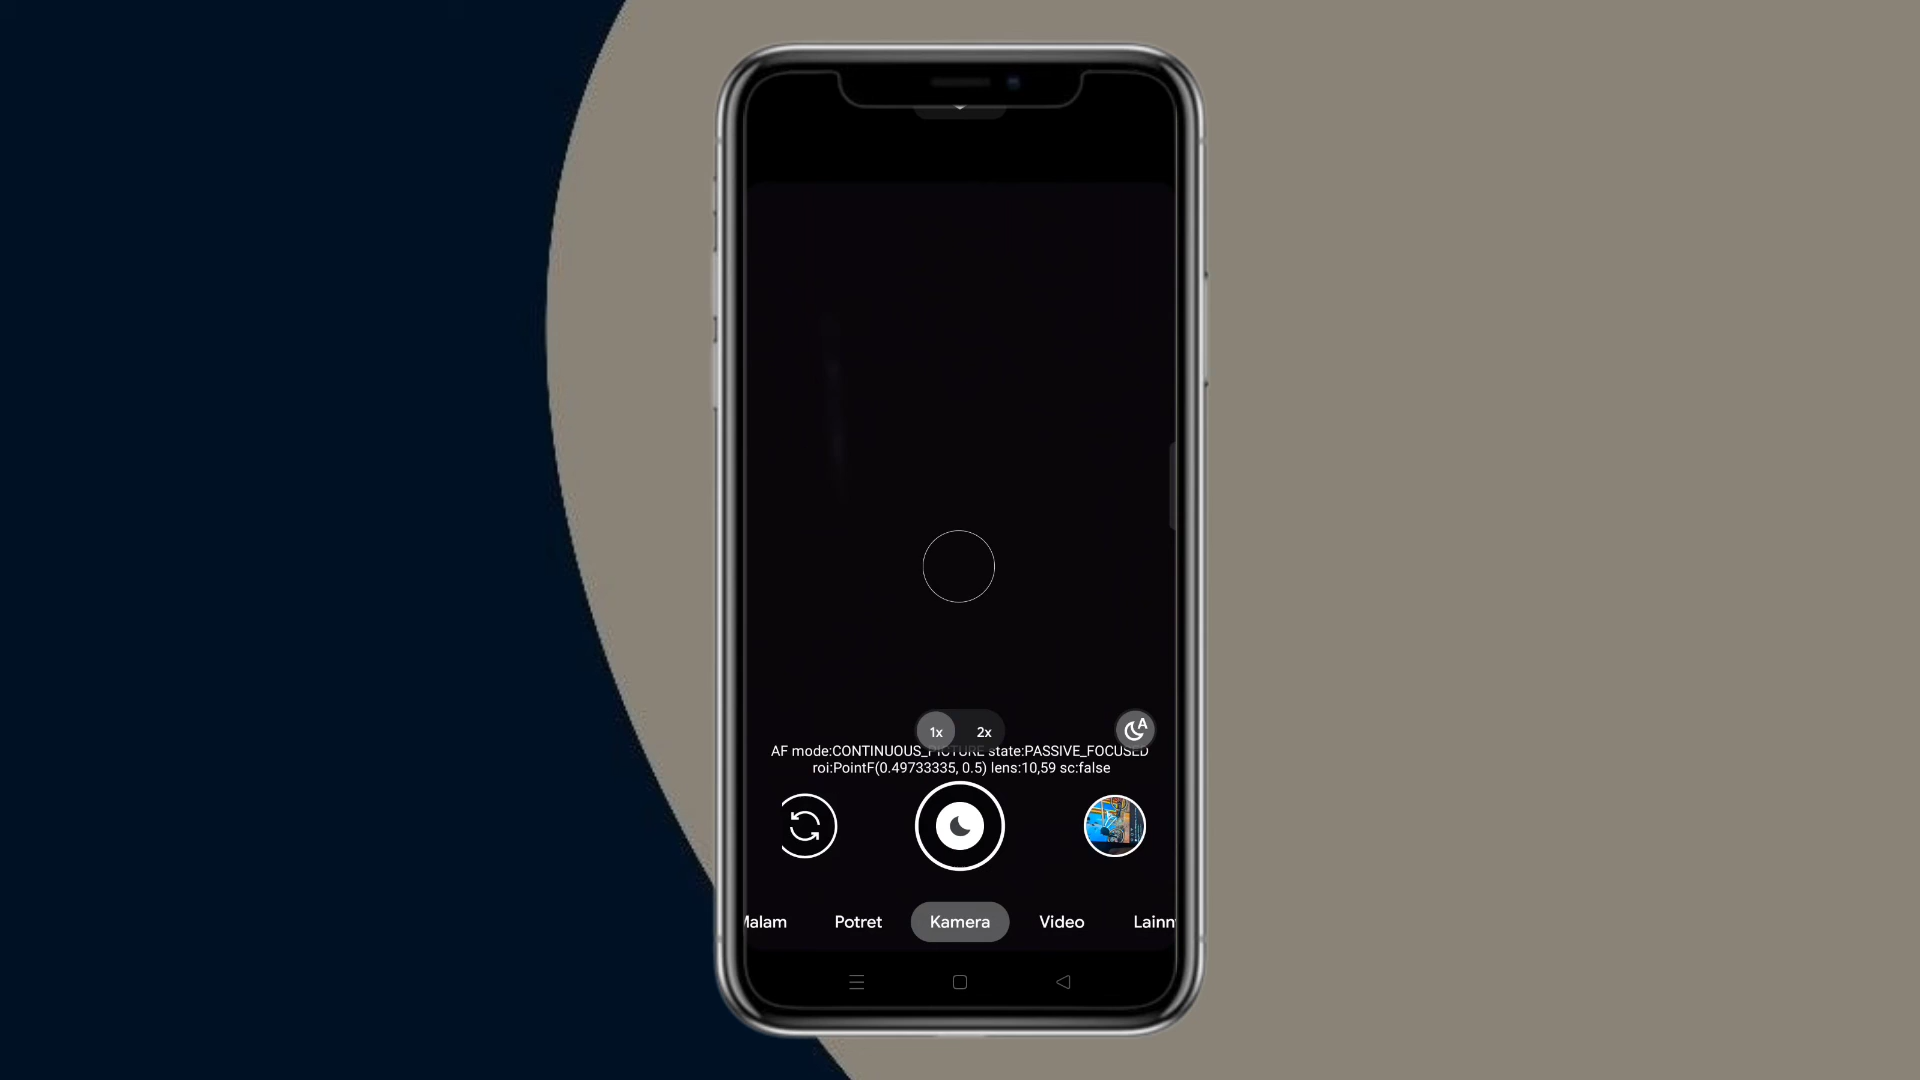 1x 2x
A
AF mode:CONTINUOUS_PICTURE state:PASSIVE_FOCUSED
roi:PointF(0.49733335, 0.5) lens:10,59 sc:false
Malam Potret Kamera Video Lainn